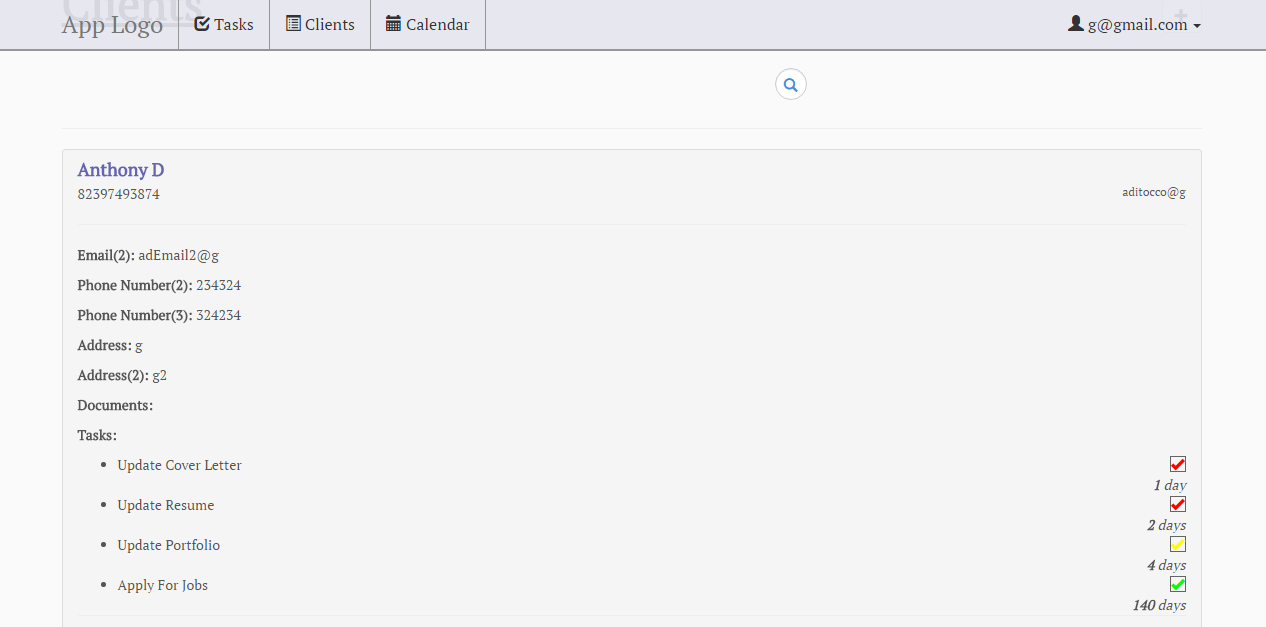 Clients
App Logo Tasks Clients Calendar g@gmail.com
Anthony D
82397493874 aditocco@g
Email(2): adEmail2@g
Phone Number(2): 234324
Phone Number(3): 324234
Address: g
Address(2): g2
Documents:
Tasks:
Update Cover Letter
1 day
Update Resume
2 days
Update Portfolio
4 days
Apply For Jobs
140 days